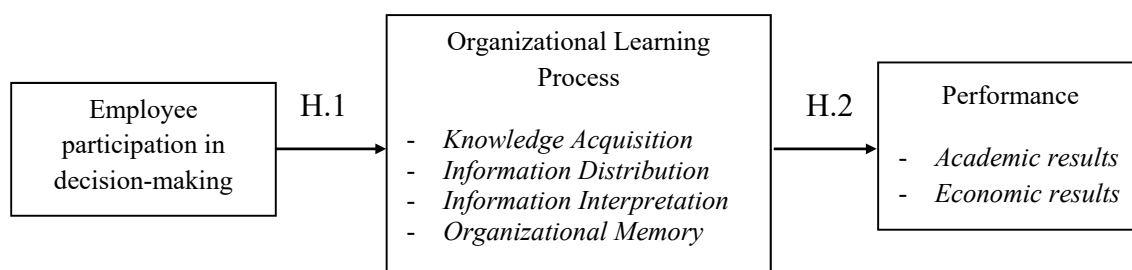 Employee
participation in
decision-making
H.1
Organizational Learning
Process
- Knowledge Acquisition
- Information Distribution
- Information Interpretation
- Organizational Memory
H.2
Performance
- Academic results
- Economic results